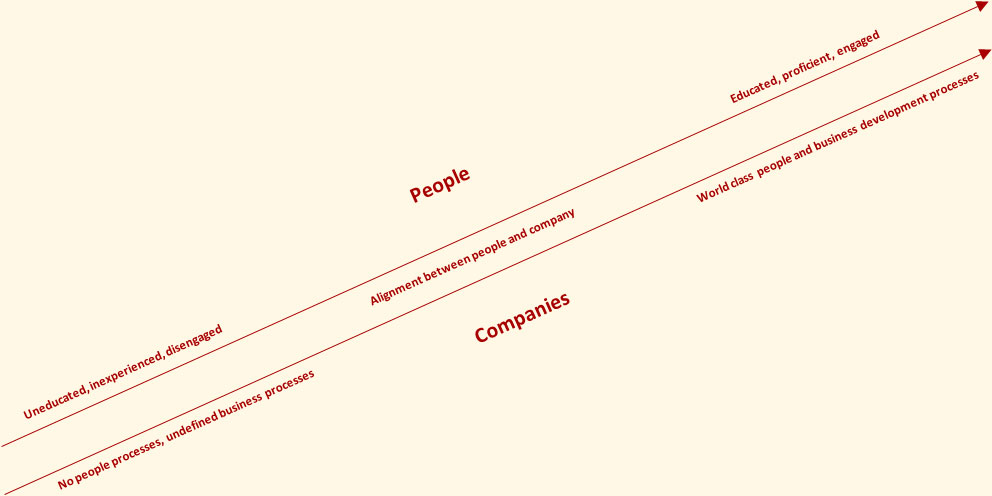 Educated, proficient, engaged
World class people and business development processes
People
Alignment between people and company
Companies
Uneducated, inexperienced, disengaged
No people processes, undefined business processes